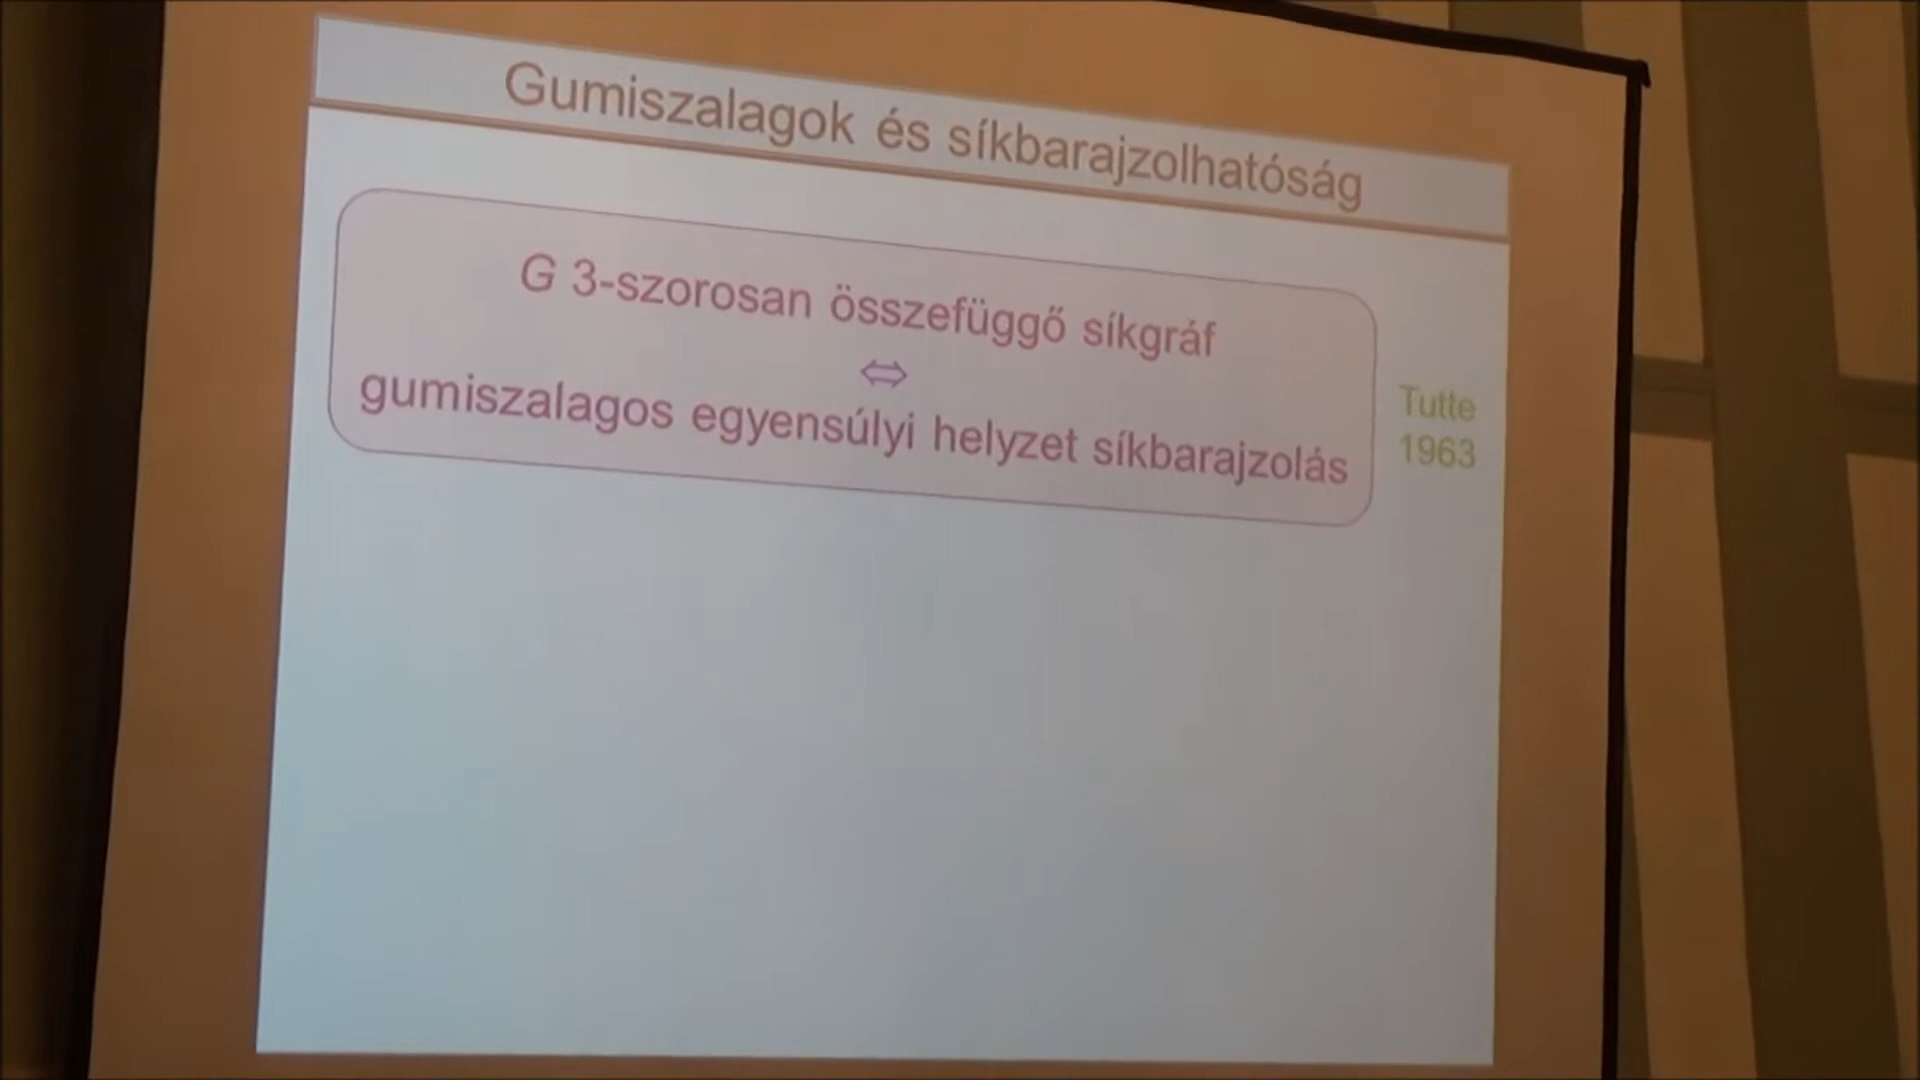 Gumiszalagok és síkbarajzolhatóság
G 3-szorosan összefüggő síkgráf
⇔
gumiszalagos egyensúlyi helyzet síkbarajzolás
Tutte
1963